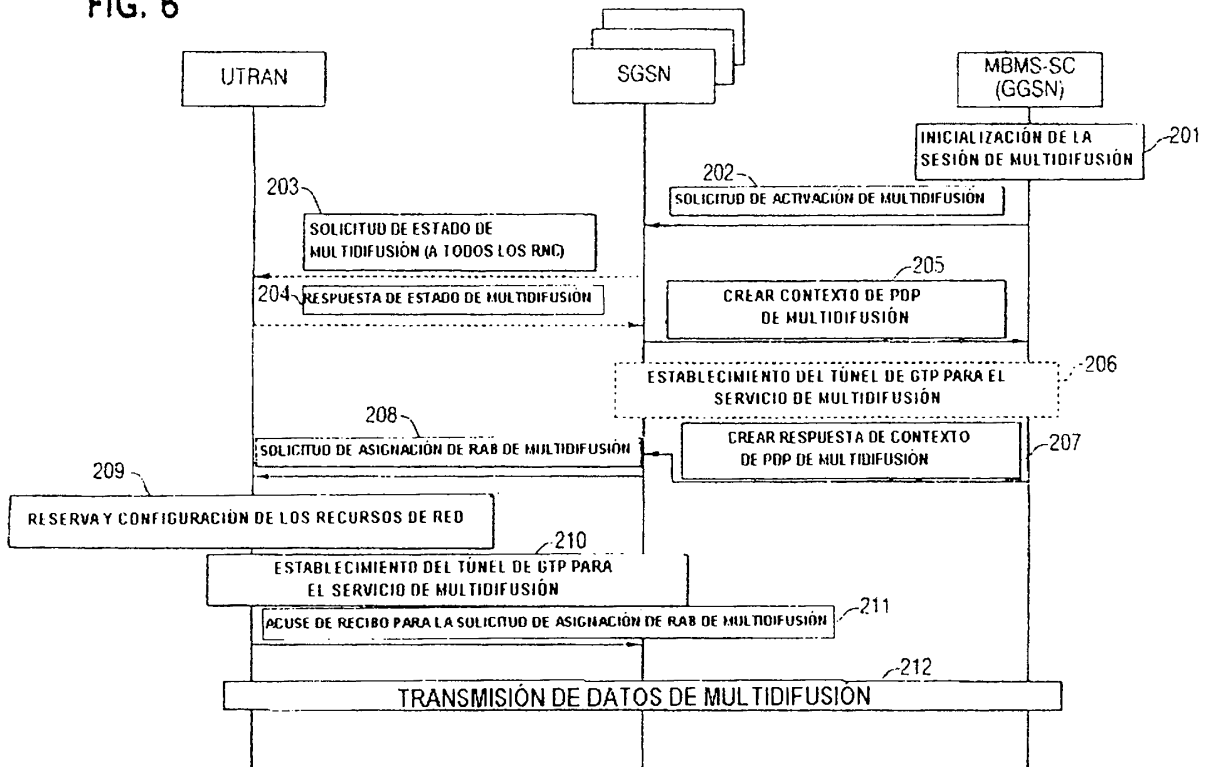 FIG. 6
UTRAN
SGSN
MBMS-SC
(GGSN)
INICIALIZACIÓN DE LA
SESIÓN DE MULTIDIFUSIÓN
201
202
SOLICITUD DE ACTIVACIÓN DE MULTIDIFUSIÓN
203
SOLICITUD DE ESTADO DE
MULTIDIFUSIÓN (A TODOS LOS RNC)
204
RESPUESTA DE ESTADO DE MULTIDIFUSIÓN
205
CREAR CONTEXTO DE PDP
DE MULTIDIFUSIÓN
ESTABLECIMIENTO DEL TÚNEL DE GTP PARA EL
SERVICIO DE MULTIDIFUSIÓN
206
208
SOLICITUD DE ASIGNACIÓN DE RAB DE MULTIDIFUSIÓN
CREAR RESPUESTA DE CONTEXTO
DE PDP DE MULTIDIFUSIÓN
207
209
RESERVA Y CONFIGURACIÓN DE LOS RECURSOS DE RED
210
ESTABLECIMIENTO DEL TÚNEL DE GTP PARA
EL SERVICIO DE MULTIDIFUSIÓN
ACUSE DE RECIBO PARA LA SOLICITUD DE ASIGNACIÓN DE RAB DE MULTIDIFUSIÓN
211
212
TRANSMISIÓN DE DATOS DE MULTIDIFUSIÓN